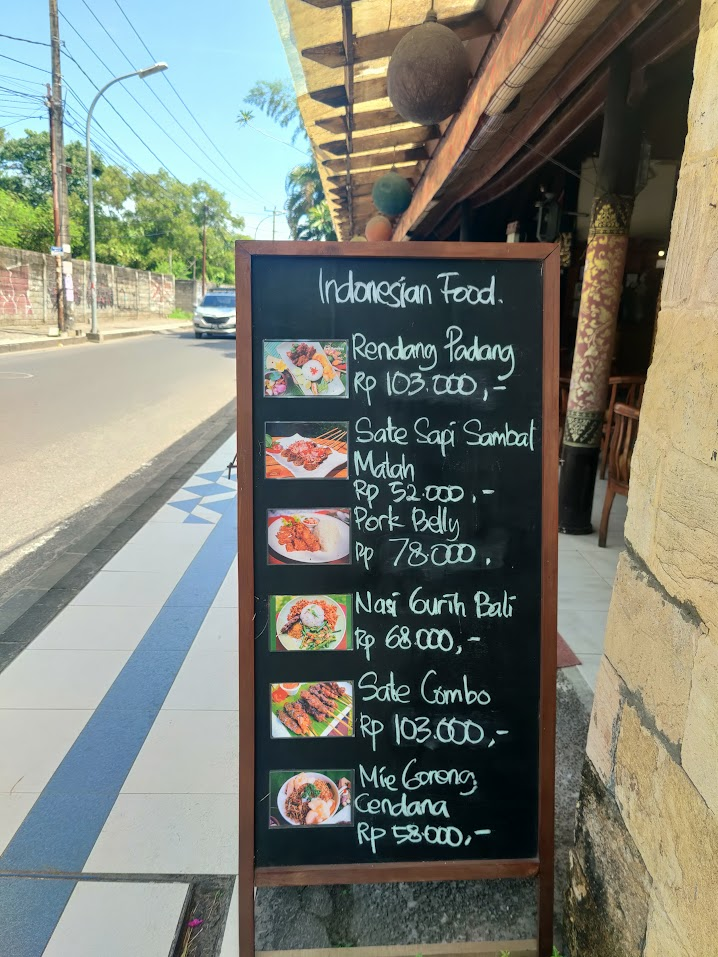 Indonesian Food.
Rendang Padang
Rp 103.000,-
Sate Sapi Sambal
Matah
Rp 52.000,-
Pork Belly
Rp 78.000,
Nasi Gurih Bali
Rp 68.000,-
Sate Combo
Rp 103.000,-
Mie Goreng
Cendana
Rp 58.000,-